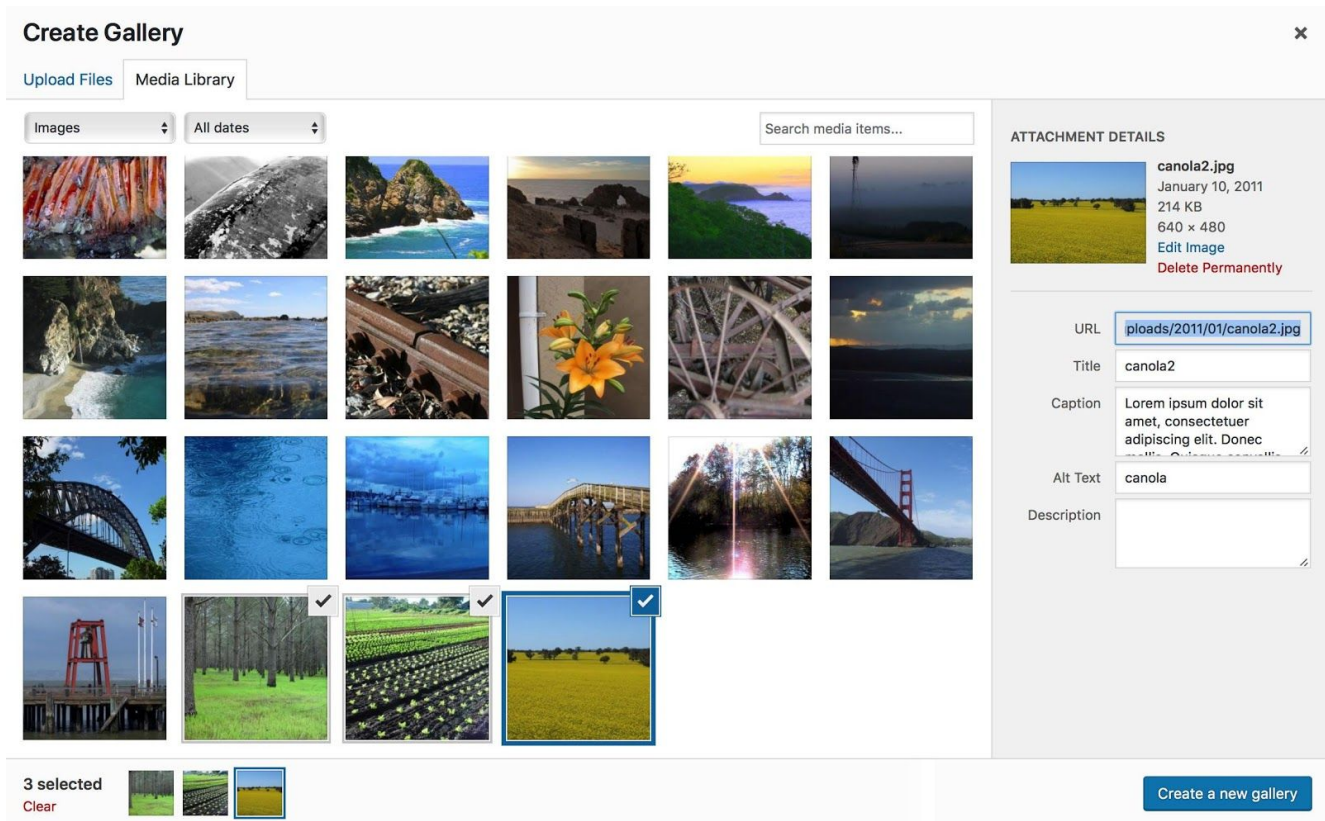 Create Gallery
×
Upload Files
Media Library
Images
All dates
Search media items...
ATTACHMENT DETAILS
canola2.jpg
January 10, 2011
214 KB
640 × 480
Edit Image
Delete Permanently
URL ploads/2011/01/canola2.jpg
Title canola2
Caption Lorem ipsum dolor sit
amet, consectetuer
adipiscing elit. Donec
Alt Text canola
Description
3 selected
Clear
Create a new gallery